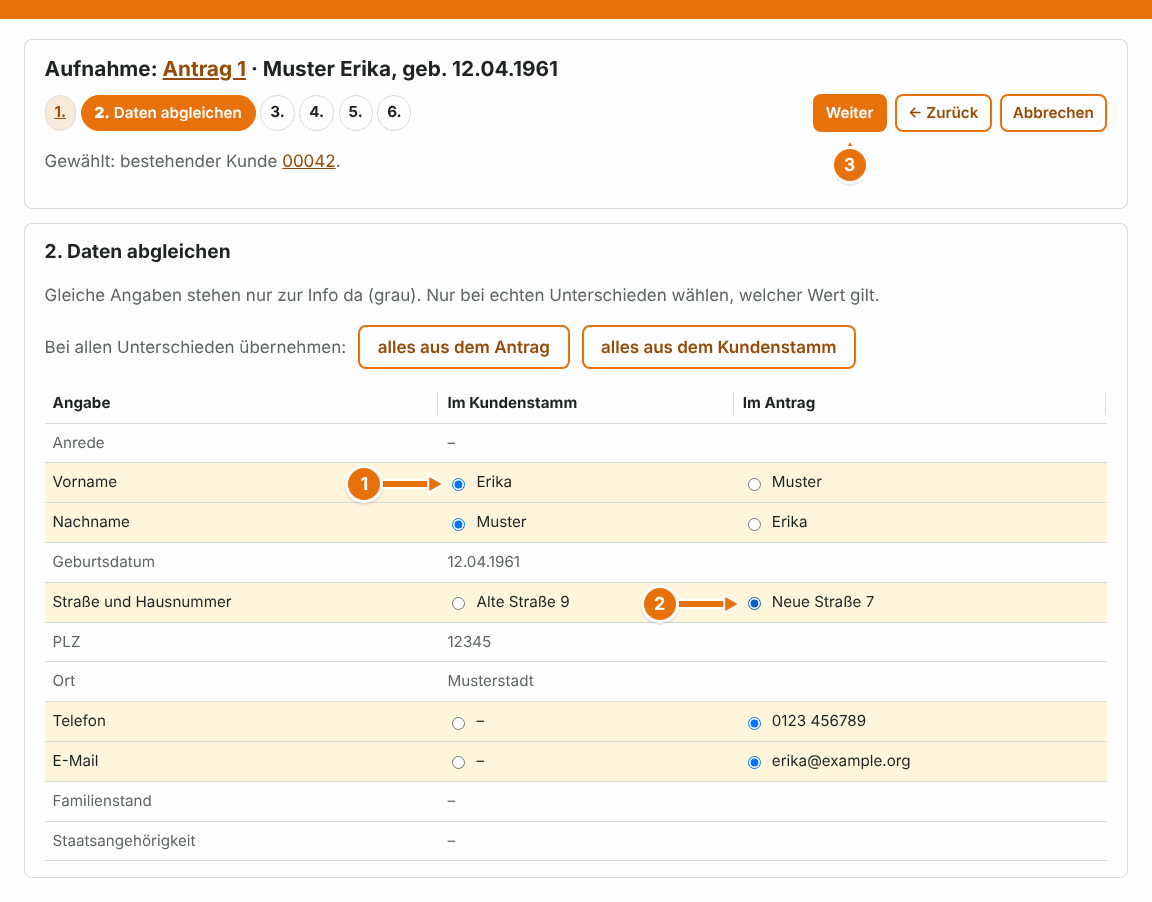 Aufnahme: Antrag 1 · Muster Erika, geb. 12.04.1961
1. 2. Daten abgleichen 3. 4. 5. 6. Weiter ← Zurück Abbrechen
Gewählt: bestehender Kunde 00042.
3
2. Daten abgleichen
Gleiche Angaben stehen nur zur Info da (grau). Nur bei echten Unterschieden wählen, welcher Wert gilt.
Bei allen Unterschieden übernehmen: alles aus dem Antrag alles aus dem Kundenstamm
Angabe Im Kundenstamm Im Antrag
Anrede –
Vorname 1 Erika Muster
Nachname Muster Erika
Geburtsdatum 12.04.1961
Straße und Hausnummer Alte Straße 9 2 Neue Straße 7
PLZ 12345
Ort Musterstadt
Telefon – 0123 456789
E-Mail – erika@example.org
Familienstand –
Staatsangehörigkeit –